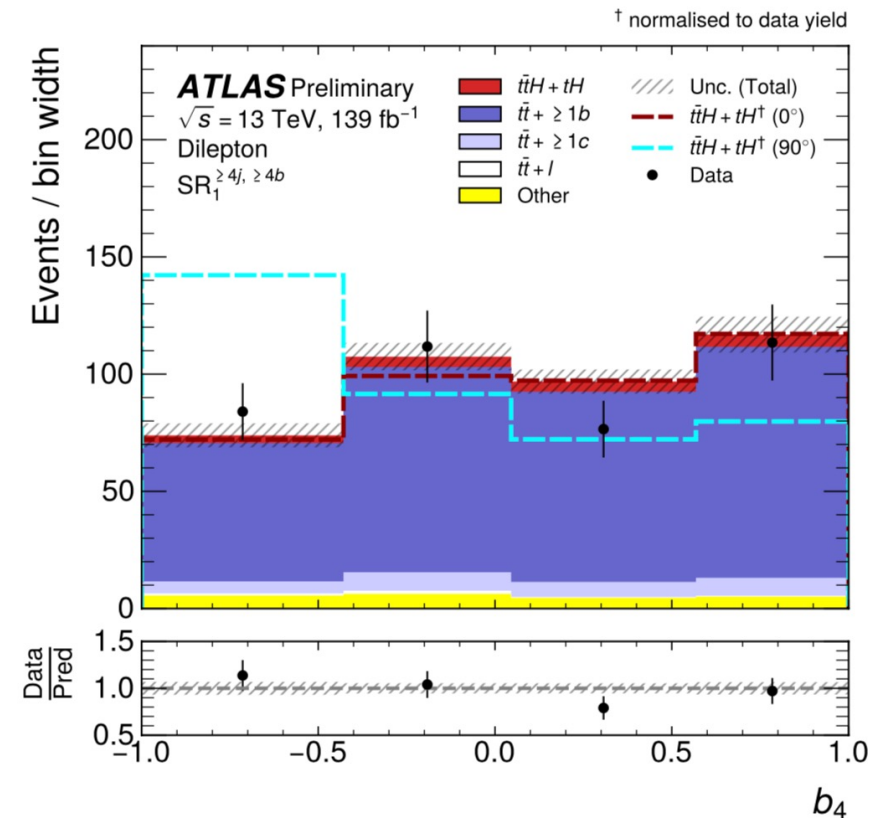 † normalised to data yield
Events / bin width
200
150
100
50
0
ATLAS Preliminary
√s = 13 TeV, 139 fb⁻¹
Dilepton
SR₁^{≥4j, ≥4b}
tt̄H + tH
tt̄ + ≥1b
tt̄ + ≥1c
tt̄ + l
Other
Unc. (Total)
tt̄H + tH† (0°)
tt̄H + tH† (90°)
Data
Data
Pred
1.5
1.0
0.5
−1.0 −0.5 0.0 0.5 1.0
b₄